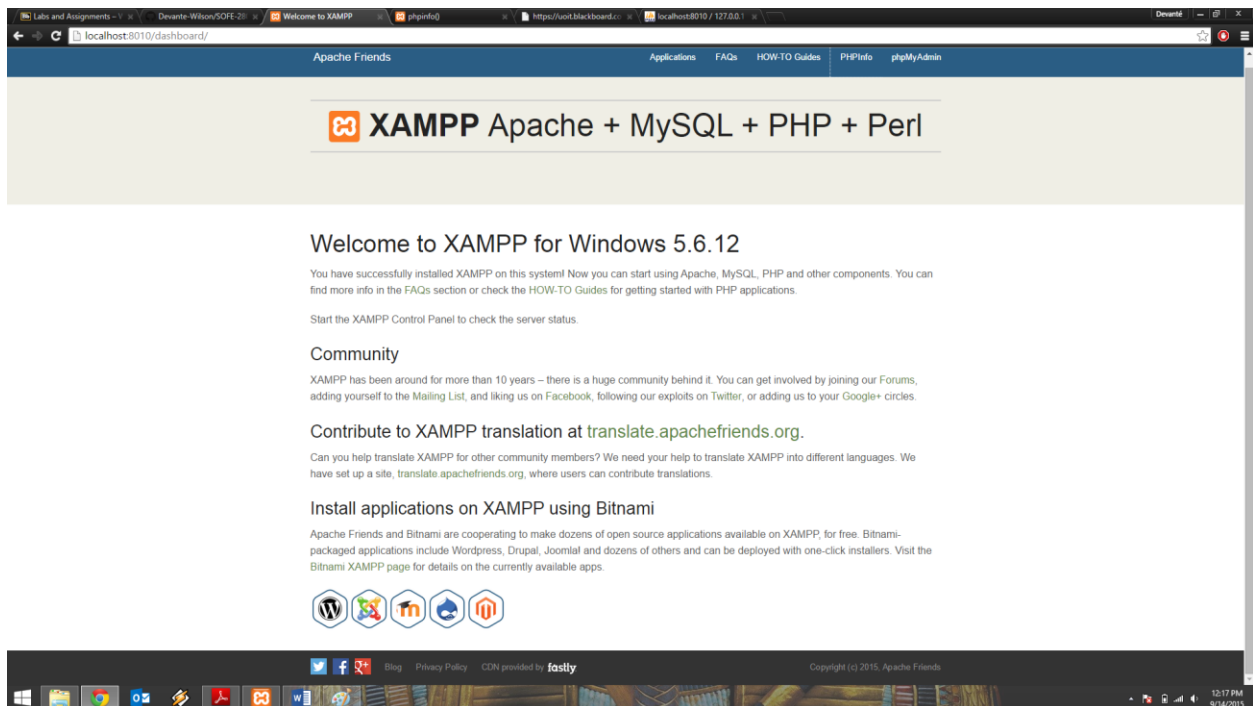 Labs and Assignments – V
Devante-Wilson/SOFE-28
Welcome to XAMPP
phpinfo()
https://uoit.blackboard.co
localhost:8010 / 127.0.0.1
Devanté
localhost:8010/dashboard/
Apache Friends
Applications
FAQs
HOW-TO Guides
PHPInfo
phpMyAdmin
XAMPP Apache + MySQL + PHP + Perl
Welcome to XAMPP for Windows 5.6.12
You have successfully installed XAMPP on this system! Now you can start using Apache, MySQL, PHP and other components. You can
find more info in the FAQs section or check the HOW-TO Guides for getting started with PHP applications.
Start the XAMPP Control Panel to check the server status.
Community
XAMPP has been around for more than 10 years – there is a huge community behind it. You can get involved by joining our Forums,
adding yourself to the Mailing List, and liking us on Facebook, following our exploits on Twitter, or adding us to your Google+ circles.
Contribute to XAMPP translation at translate.apachefriends.org.
Can you help translate XAMPP for other community members? We need your help to translate XAMPP into different languages. We
have set up a site, translate.apachefriends.org, where users can contribute translations.
Install applications on XAMPP using Bitnami
Apache Friends and Bitnami are cooperating to make dozens of open source applications available on XAMPP, for free. Bitnami-
packaged applications include Wordpress, Drupal, Joomla! and dozens of others and can be deployed with one-click installers. Visit the
Bitnami XAMPP page for details on the currently available apps.
Blog
Privacy Policy
CDN provided by fastly
Copyright (c) 2015, Apache Friends
12:17 PM
9/14/2015